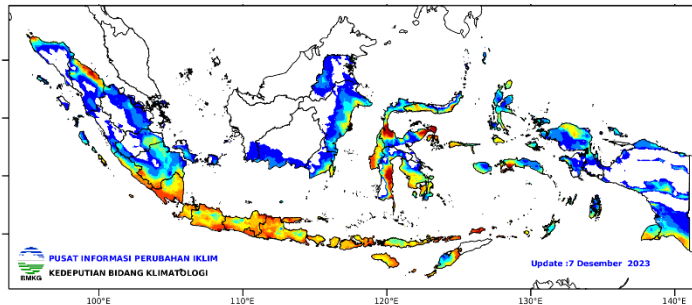 PUSAT INFORMASI PERUBAHAN IKLIM
KEDEPUTIAN BIDANG KLIMATOLOGI
BMKG
Update :7 Desember 2023
100°E 110°E 120°E 130°E 140°E